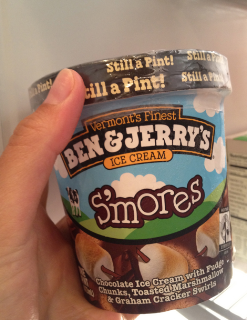 Still a Pint!
Still a Pint!
Still a Pint!
Still a
Vermont's Finest
BEN & JERRY'S
ICE CREAM
S'mores
Chocolate Ice Cream with Fudge
Chunks, Toasted Marshmallow
& Graham Cracker Swirls